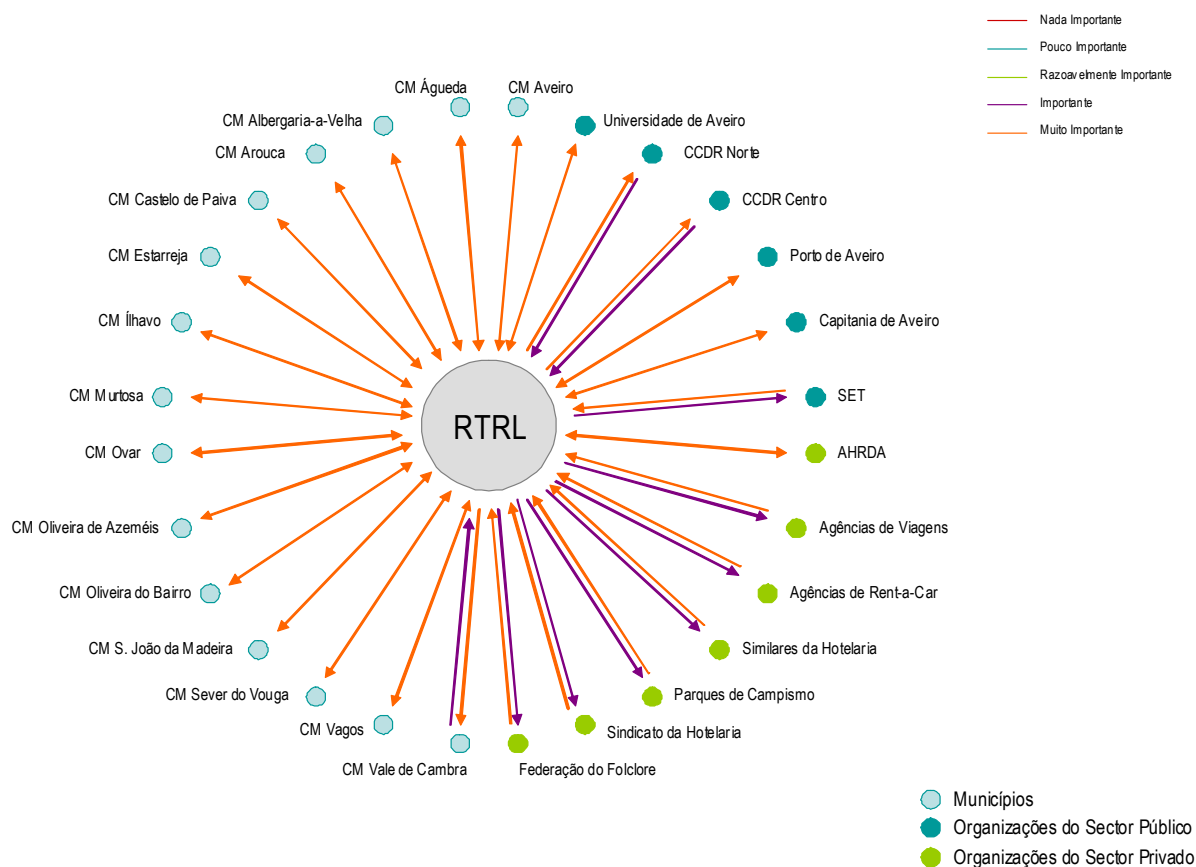 Nada Importante
Pouco Importante
Razoavelmente Importante
Importante
Muito Importante
CM Águeda
CM Aveiro
CM Albergaria-a-Velha
Universidade de Aveiro
CM Arouca
CCDR Norte
CM Castelo de Paiva
CCDR Centro
CM Estarreja
Porto de Aveiro
CM Ílhavo
Capitania de Aveiro
CM Murtosa
SET
RTRL
CM Ovar
AHRDA
CM Oliveira de Azeméis
Agências de Viagens
CM Oliveira do Bairro
Agências de Rent-a-Car
CM S. João da Madeira
Similares da Hotelaria
CM Sever do Vouga
Parques de Campismo
CM Vagos
Sindicato da Hotelaria
CM Vale de Cambra
Federação do Folclore
Municípios
Organizações do Sector Público
Organizações do Sector Privado